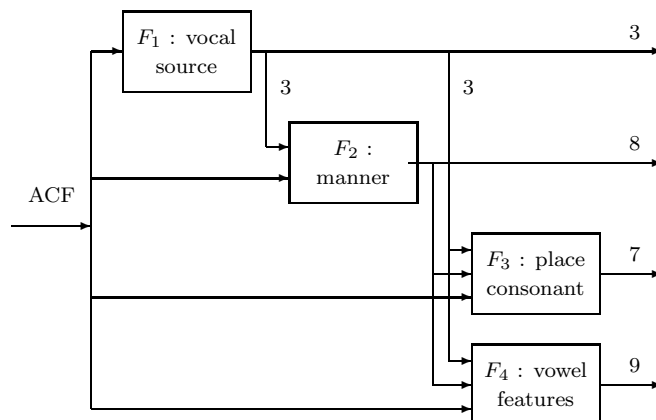 F₁ : vocal
source
3
3
3
F₂ :
manner
8
ACF
F₃ : place
consonant
7
F₄ : vowel
features
9